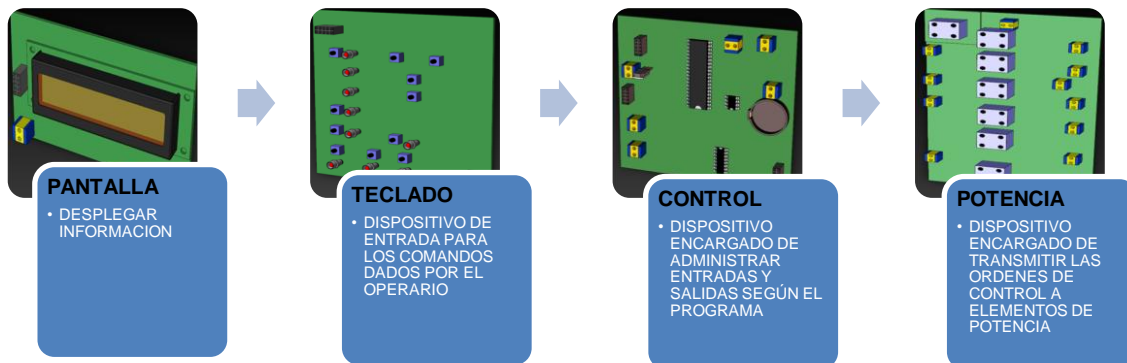 PANTALLA
• DESPLEGAR
INFORMACION
TECLADO
• DISPOSITIVO DE
ENTRADA PARA
LOS COMANDOS
DADOS POR EL
OPERARIO
CONTROL
• DISPOSITIVO
ENCARGADO DE
ADMINISTRAR
ENTRADAS Y
SALIDAS SEGÚN EL
PROGRAMA
POTENCIA
• DISPOSITIVO
ENCARGADO DE
TRANSMITIR LAS
ORDENES DE
CONTROL A
ELEMENTOS DE
POTENCIA